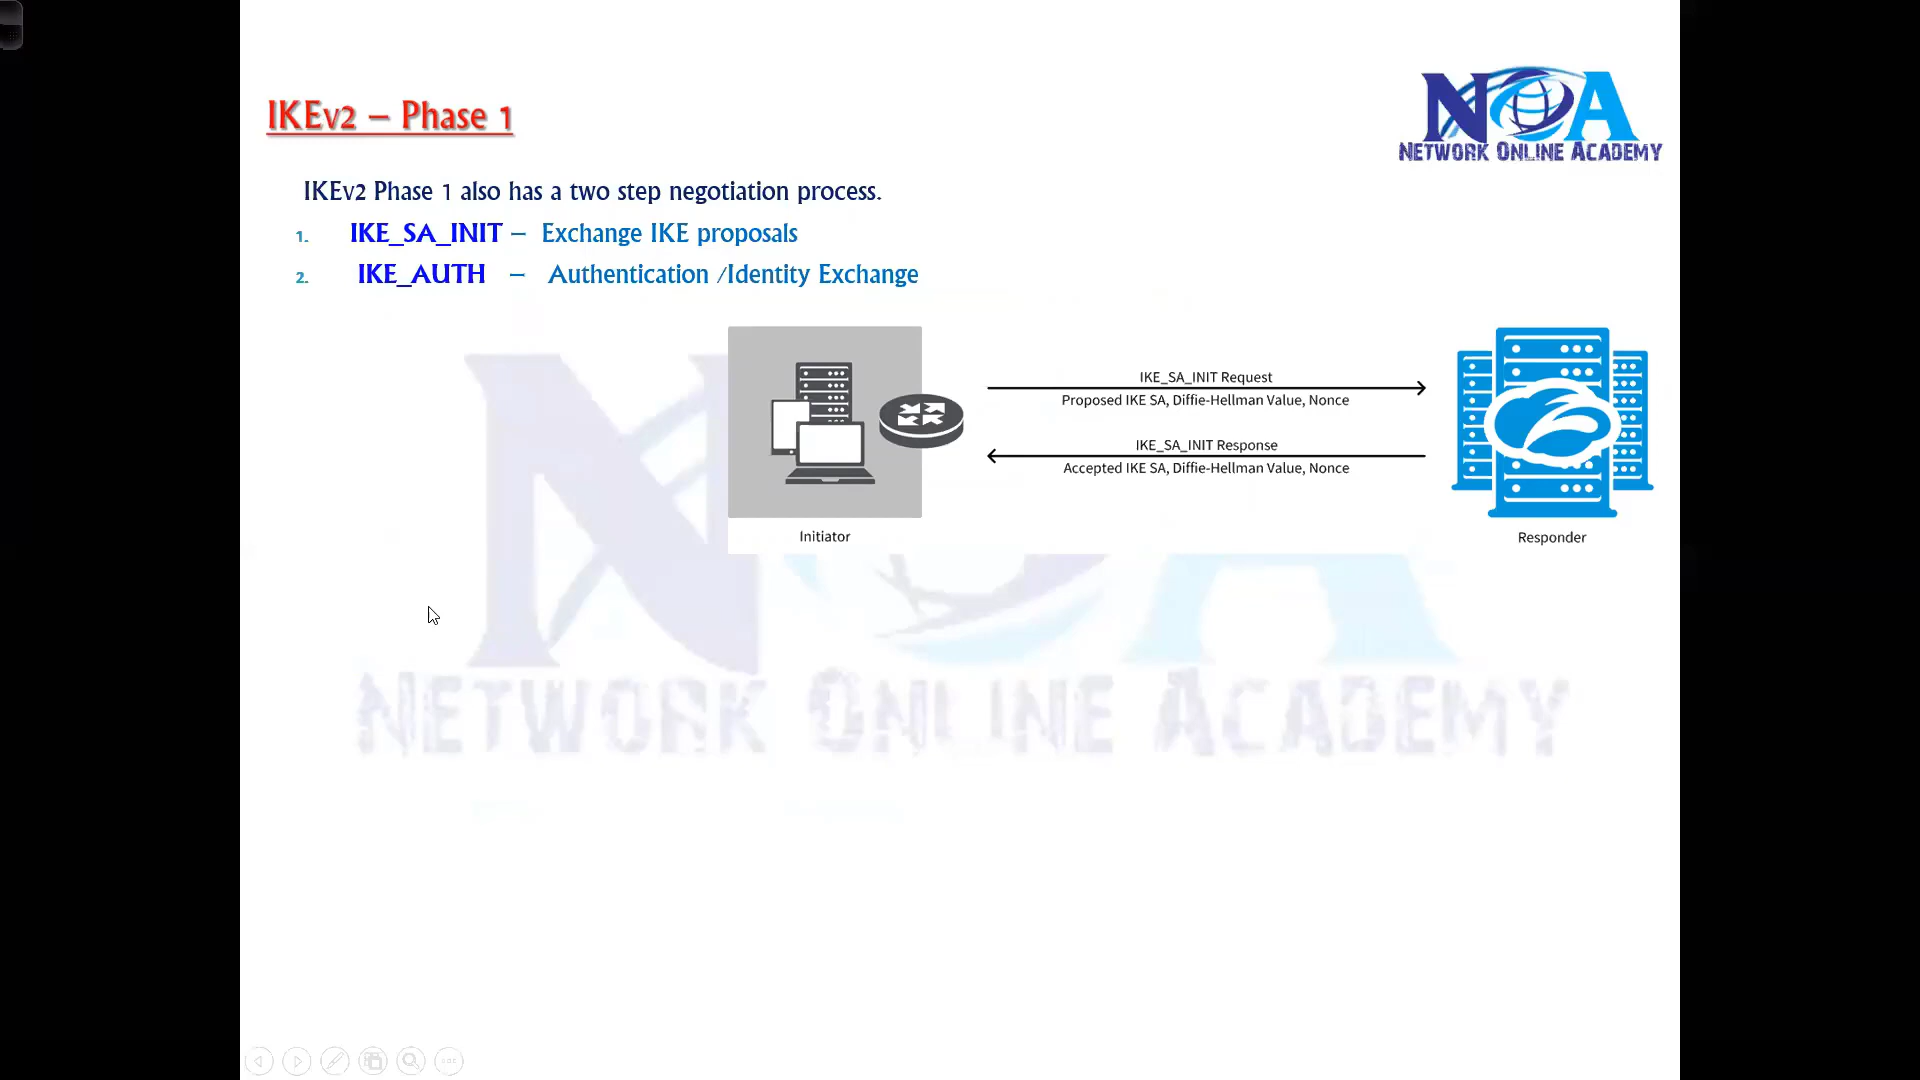 NOA
NETWORK ONLINE ACADEMY
IKEv2 – Phase 1
IKEv2 Phase 1 also has a two step negotiation process.
1. IKE_SA_INIT – Exchange IKE proposals
2. IKE_AUTH – Authentication /Identity Exchange
IKE_SA_INIT Request
Proposed IKE SA, Diffie-Hellman Value, Nonce
IKE_SA_INIT Response
Accepted IKE SA, Diffie-Hellman Value, Nonce
Initiator
Responder
NOA
NETWORK ONLINE ACADEMY